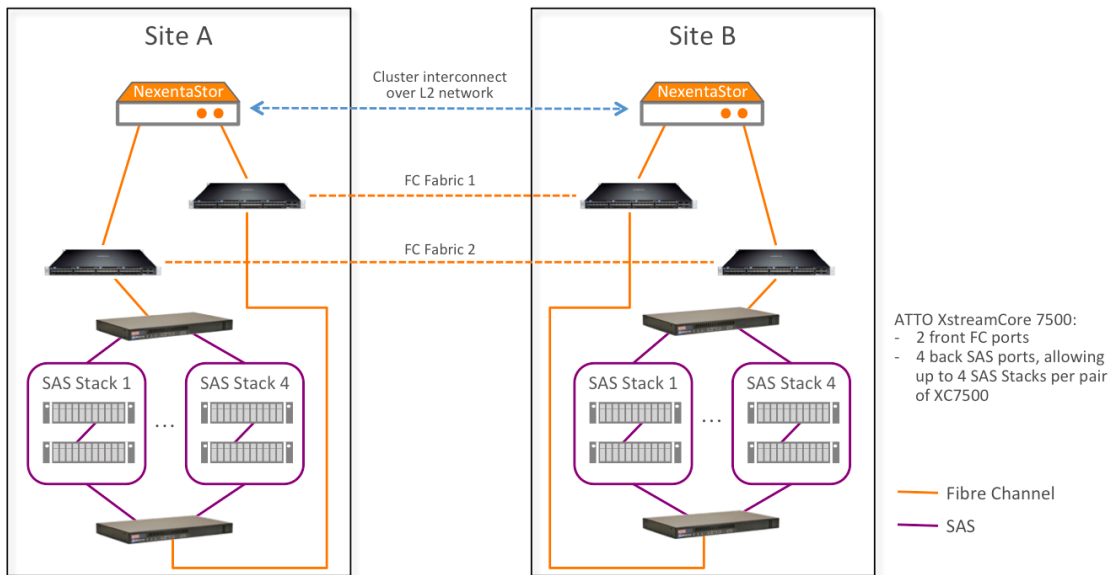 Site A
Site B
NexentaStor
Cluster interconnect
over L2 network
NexentaStor
FC Fabric 1
FC Fabric 2
SAS Stack 1
SAS Stack 4
...
SAS Stack 1
SAS Stack 4
...
ATTO XstreamCore 7500:
- 2 front FC ports
- 4 back SAS ports, allowing
up to 4 SAS Stacks per pair
of XC7500
Fibre Channel
SAS